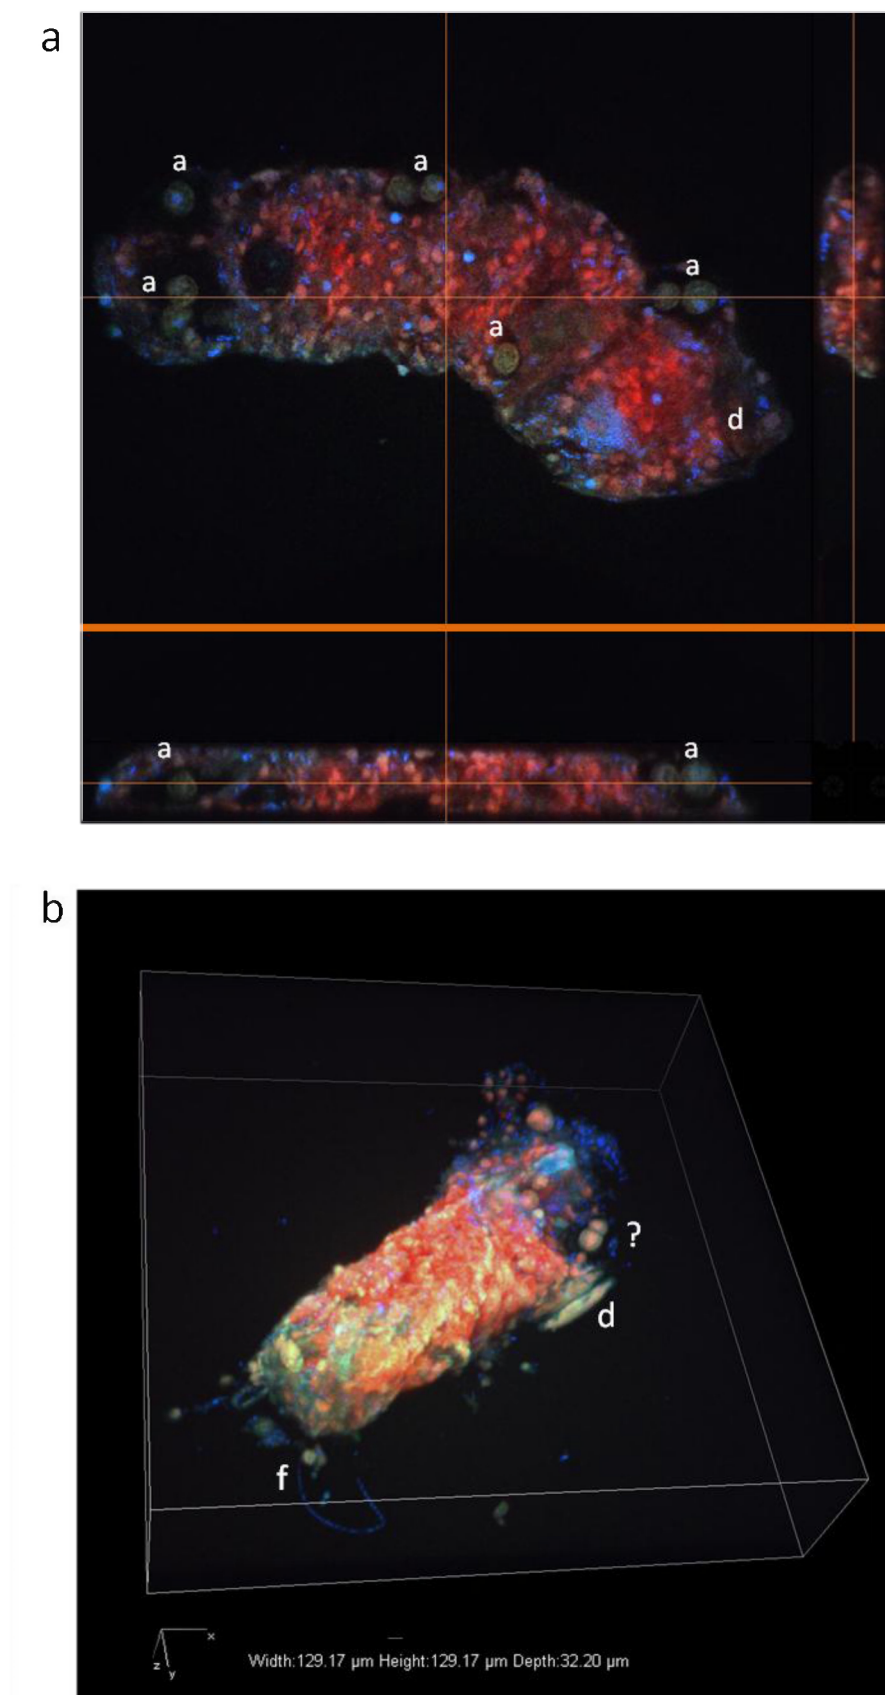 a
a a
a a
a
d
a a
b
?
d
f
x
z y
Width:129.17 µm Height:129.17 µm Depth:32.20 µm